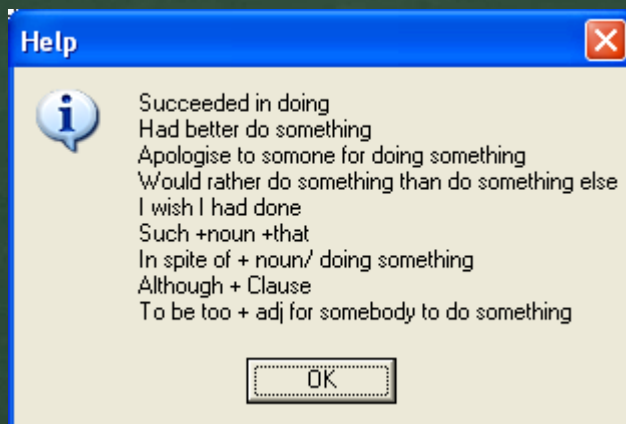 Help
Succeeded in doing
Had better do something
Apologise to somone for doing something
Would rather do something than do something else
I wish I had done
Such +noun +that
In spite of + noun/ doing something
Although + Clause
To be too + adj for somebody to do something
OK